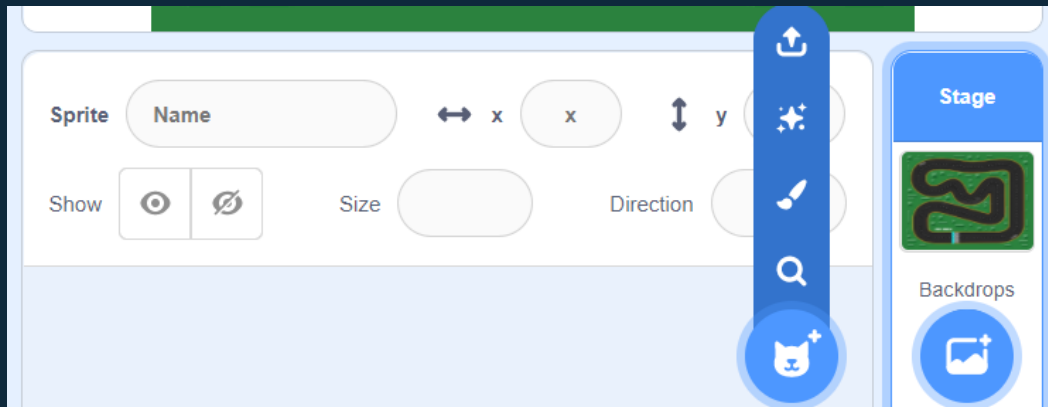 Sprite Name x x y
Stage
Show Size Direction
Backdrops